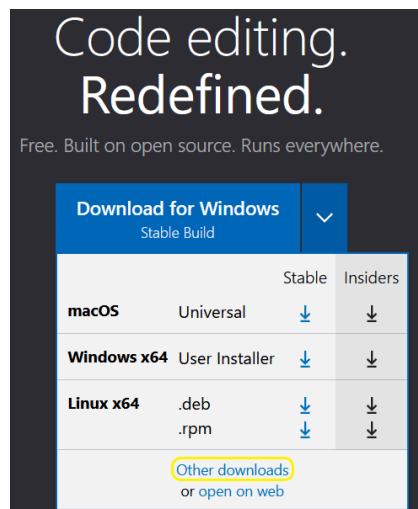 Code editing.
Redefined.
Free. Built on open source. Runs everywhere.
Download for Windows
Stable Build
Stable Insiders
macOS Universal
Windows x64 User Installer
Linux x64 .deb
.rpm
Other downloads
or open on web